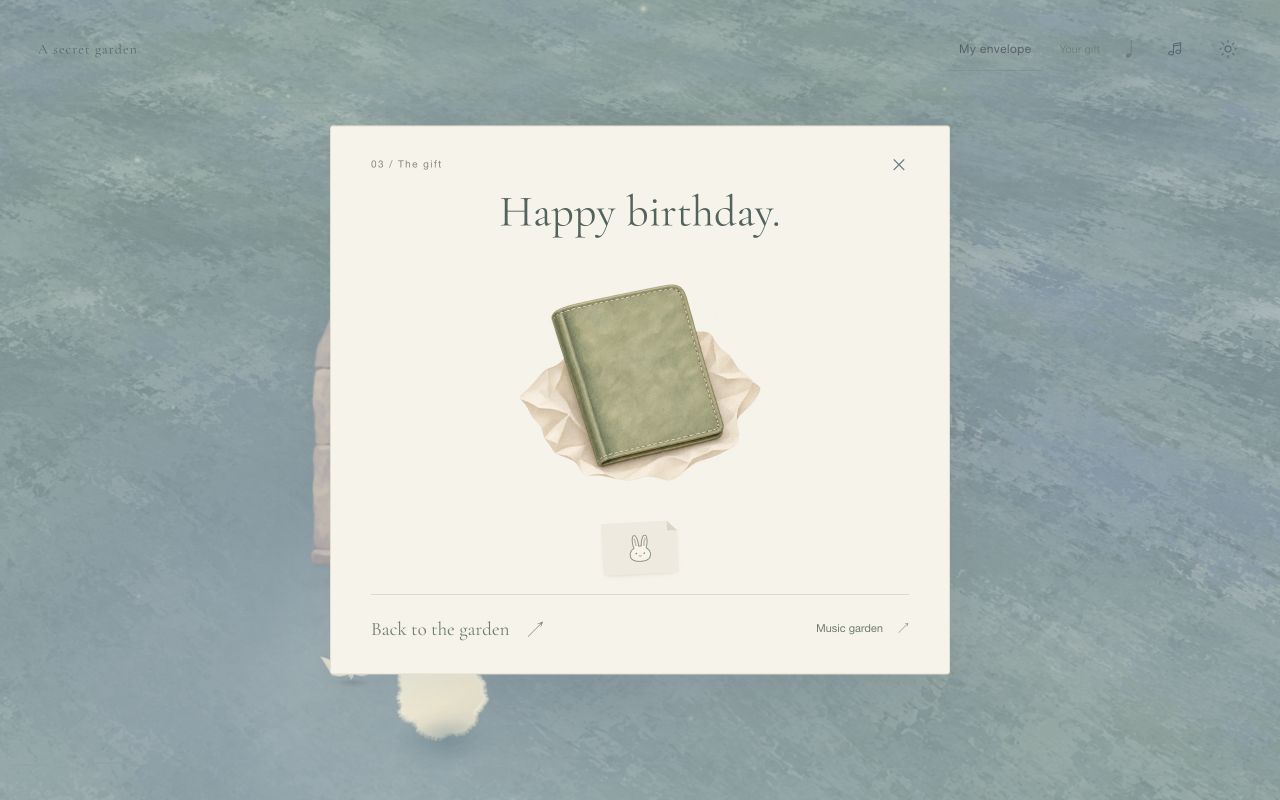 A secret garden
My envelope
Your gift
03 / The gift
Happy birthday.
Back to the garden
Music garden